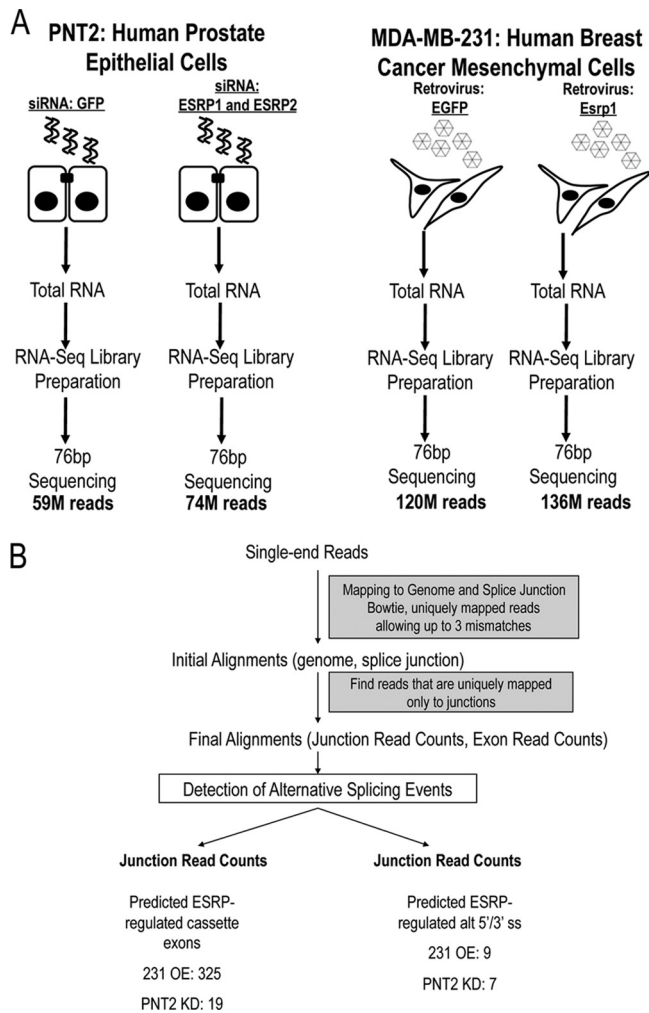 A
PNT2: Human Prostate
Epithelial Cells
siRNA: GFP
siRNA:
ESRP1 and ESRP2
Total RNA
Total RNA
RNA-Seq Library
Preparation
RNA-Seq Library
Preparation
76bp
Sequencing
59M reads
76bp
Sequencing
74M reads
MDA-MB-231: Human Breast
Cancer Mesenchymal Cells
Retrovirus:
EGFP
Retrovirus:
Esrp1
Total RNA
Total RNA
RNA-Seq Library
Preparation
RNA-Seq Library
Preparation
76bp
Sequencing
120M reads
76bp
Sequencing
136M reads
B
Single-end Reads
Mapping to Genome and Splice Junction
Bowtie, uniquely mapped reads
allowing up to 3 mismatches
Initial Alignments (genome, splice junction)
Find reads that are uniquely mapped
only to junctions
Final Alignments (Junction Read Counts, Exon Read Counts)
Detection of Alternative Splicing Events
Junction Read Counts
Predicted ESRP-
regulated cassette
exons
231 OE: 325
PNT2 KD: 19
Junction Read Counts
Predicted ESRP-
regulated alt 5'/3' ss
231 OE: 9
PNT2 KD: 7